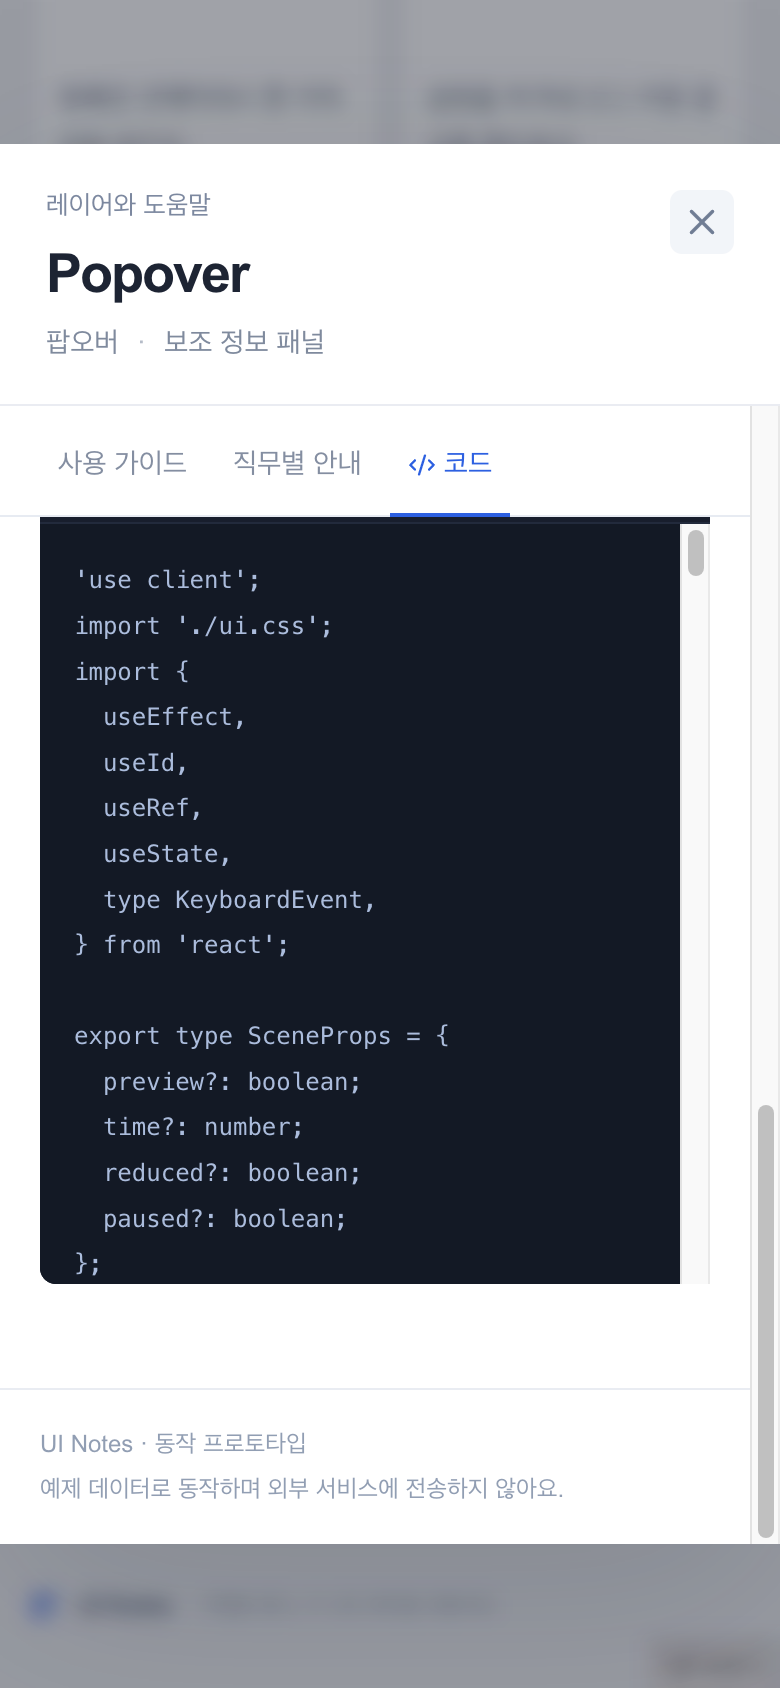 레이어와 도움말
Popover
팝오버 · 보조 정보 패널
사용 가이드 직무별 안내 </> 코드
'use client';
import './ui.css';
import {
  useEffect,
  useId,
  useRef,
  useState,
  type KeyboardEvent,
} from 'react';

export type SceneProps = {
  preview?: boolean;
  time?: number;
  reduced?: boolean;
  paused?: boolean;
};
UI Notes · 동작 프로토타입
예제 데이터로 동작하며 외부 서비스에 전송하지 않아요.